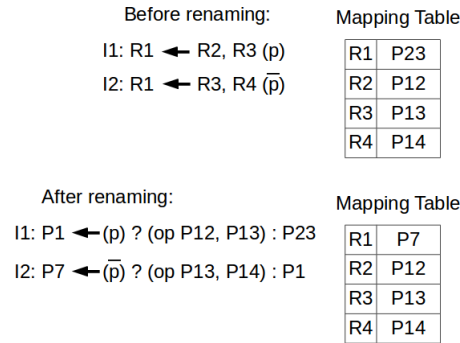 Before renaming:
I1: R1 ← R2, R3 (p)
I2: R1 ← R3, R4 (p̅)
Mapping Table
R1 P23
R2 P12
R3 P13
R4 P14
After renaming:
I1: P1 ← (p) ? (op P12, P13) : P23
I2: P7 ← (p̅) ? (op P13, P14) : P1
Mapping Table
R1 P7
R2 P12
R3 P13
R4 P14